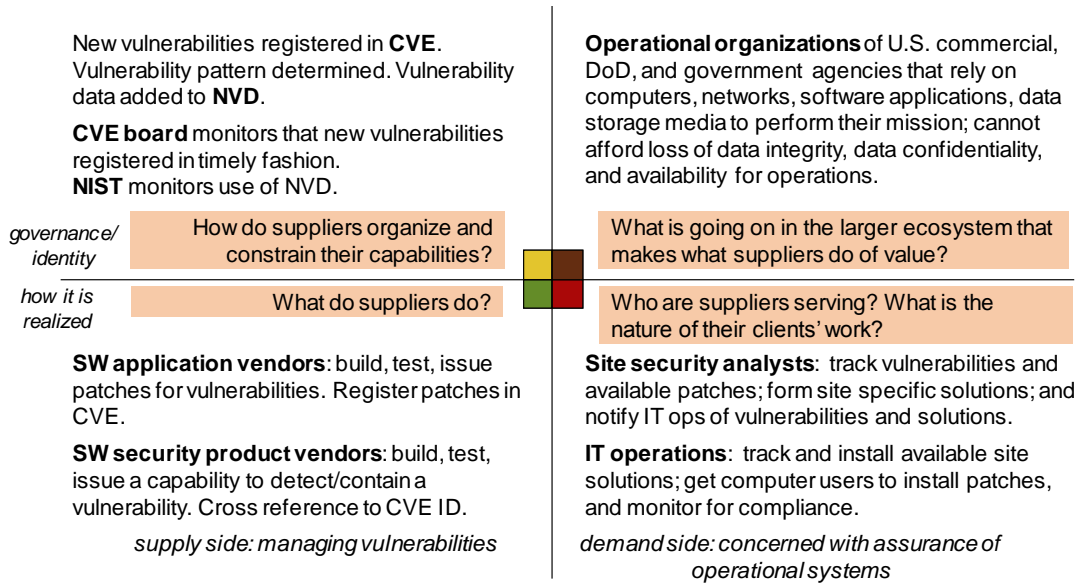 New vulnerabilities registered in CVE.
Vulnerability pattern determined. Vulnerability
data added to NVD.
CVE board monitors that new vulnerabilities
registered in timely fashion.
NIST monitors use of NVD.
Operational organizations of U.S. commercial,
DoD, and government agencies that rely on
computers, networks, software applications, data
storage media to perform their mission; cannot
afford loss of data integrity, data confidentiality,
and availability for operations.
governance/
identity
How do suppliers organize and
constrain their capabilities?
What is going on in the larger ecosystem that
makes what suppliers do of value?
how it is
realized
What do suppliers do?
Who are suppliers serving? What is the
nature of their clients' work?
SW application vendors: build, test, issue
patches for vulnerabilities. Register patches in
CVE.
SW security product vendors: build, test,
issue a capability to detect/contain a
vulnerability. Cross reference to CVE ID.
supply side: managing vulnerabilities
Site security analysts: track vulnerabilities and
available patches; form site specific solutions; and
notify IT ops of vulnerabilities and solutions.
IT operations: track and install available site
solutions; get computer users to install patches,
and monitor for compliance.
demand side: concerned with assurance of
operational systems